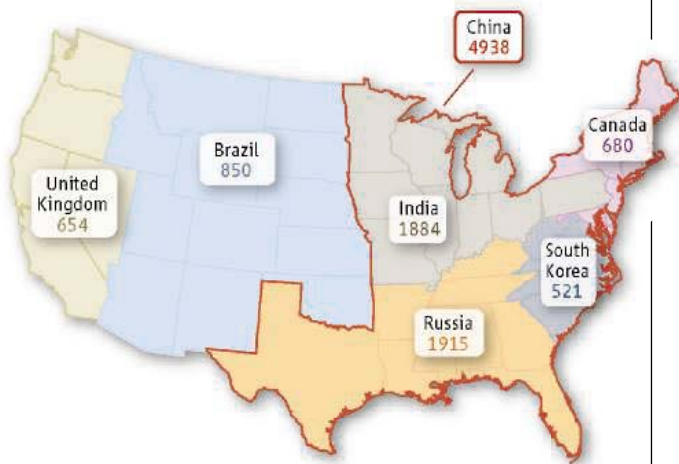 China
4938
Canada
680
Brazil
850
United
Kingdom
654
India
1884
South
Korea
521
Russia
1915